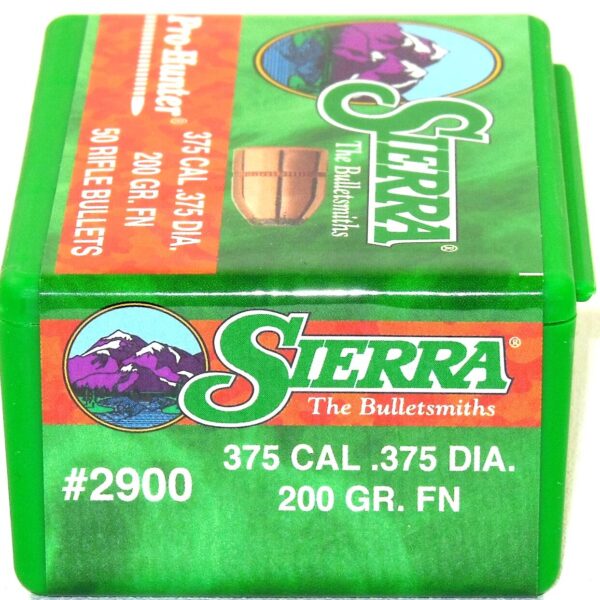 Pro-Hunter®
375 CAL .375 DIA.
200 GR. FN
50 RIFLE BULLETS
SIERRA®
The Bulletsmiths
SIERRA®
The Bulletsmiths
#2900
375 CAL .375 DIA.
200 GR. FN